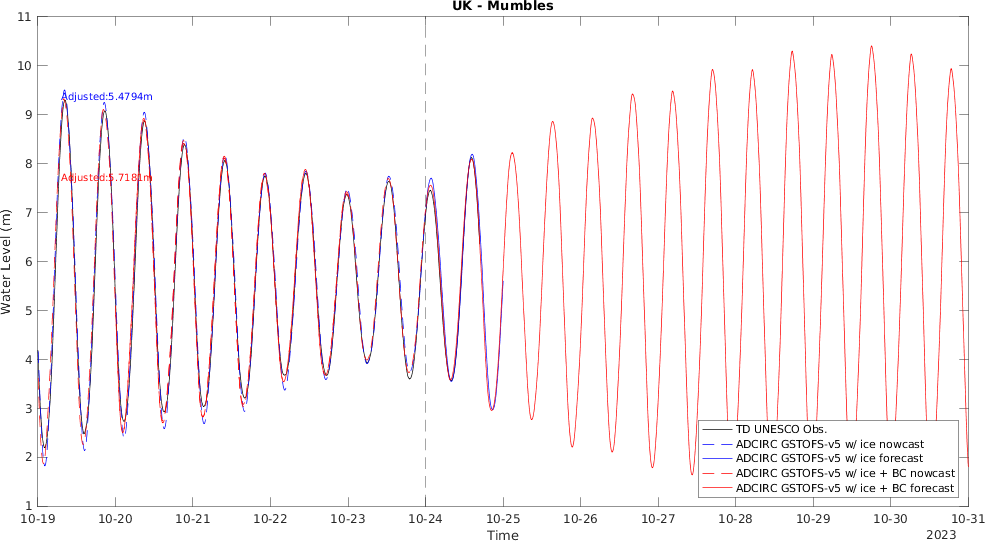 UK - Mumbles
11
10
9
8
7
6
5
4
3
2
1
Water Level (m)
Adjusted:5.4794m
Adjusted:5.7181m
TD UNESCO Obs.
ADCIRC GSTOFS-v5 w/ ice nowcast
ADCIRC GSTOFS-v5 w/ ice forecast
ADCIRC GSTOFS-v5 w/ ice + BC nowcast
ADCIRC GSTOFS-v5 w/ ice + BC forecast
10-19 10-20 10-21 10-22 10-23 10-24 10-25 10-26 10-27 10-28 10-29 10-30 10-31
Time
2023